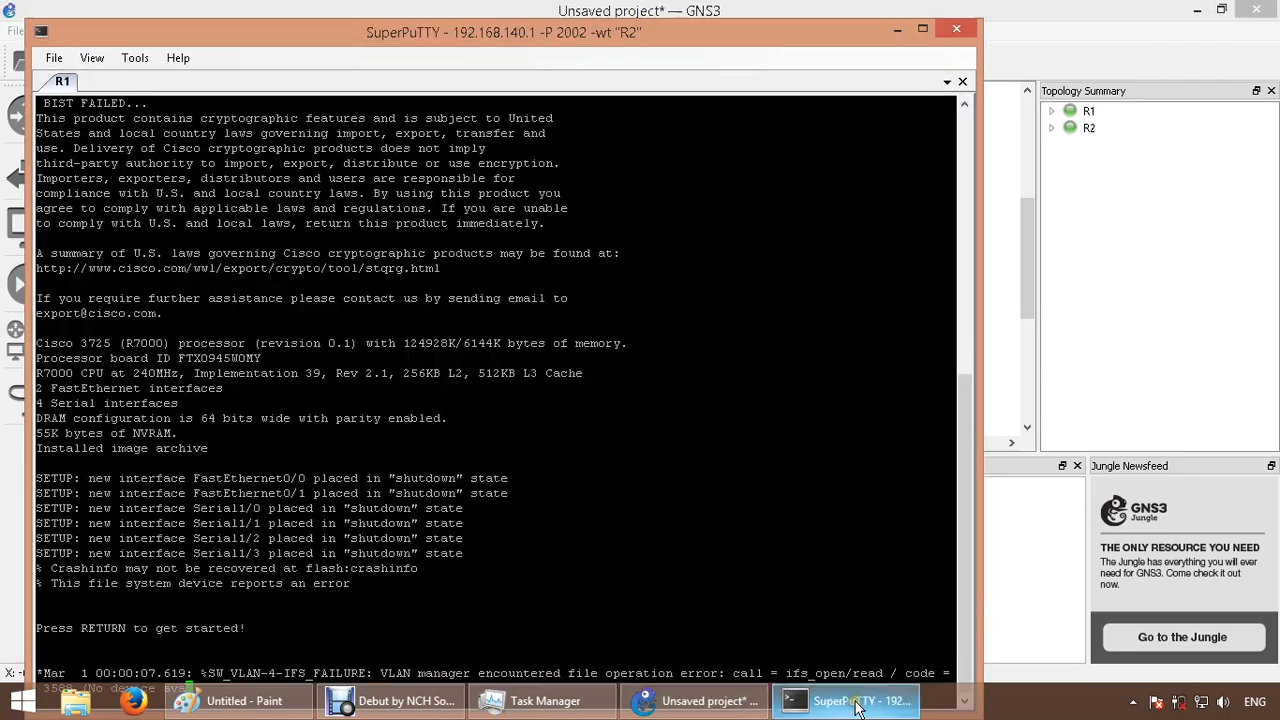 Unsaved project* — GNS3
Fi
SuperPuTTY - 192.168.140.1 -P 2002 -wt "R2"
File View Tools Help
R1
BIST FAILED...
This product contains cryptographic features and is subject to United
States and local country laws governing import, export, transfer and
use. Delivery of Cisco cryptographic products does not imply
third-party authority to import, export, distribute or use encryption.
Importers, exporters, distributors and users are responsible for
compliance with U.S. and local country laws. By using this product you
agree to comply with applicable laws and regulations. If you are unable
to comply with U.S. and local laws, return this product immediately.
A summary of U.S. laws governing Cisco cryptographic products may be found at:
http://www.cisco.com/wwl/export/crypto/tool/stqrg.html
If you require further assistance please contact us by sending email to
export@cisco.com.
Cisco 3725 (R7000) processor (revision 0.1) with 124928K/6144K bytes of memory.
Processor board ID FTX0945W0MY
R7000 CPU at 240MHz, Implementation 39, Rev 2.1, 256KB L2, 512KB L3 Cache
2 FastEthernet interfaces
4 Serial interfaces
DRAM configuration is 64 bits wide with parity enabled.
55K bytes of NVRAM.
Installed image archive
SETUP: new interface FastEthernet0/0 placed in "shutdown" state
SETUP: new interface FastEthernet0/1 placed in "shutdown" state
SETUP: new interface Serial1/0 placed in "shutdown" state
SETUP: new interface Serial1/1 placed in "shutdown" state
SETUP: new interface Serial1/2 placed in "shutdown" state
SETUP: new interface Serial1/3 placed in "shutdown" state
% Crashinfo may not be recovered at flash:crashinfo
% This file system device reports an error
Press RETURN to get started!
*Mar  1 00:00:07.619: %SW_VLAN-4-IFS_FAILURE: VLAN manager encountered file operation error: call = ifs_open/read / code =
3588 (No device ava
Topology Summary
R1
R2
Jungle Newsfeed
GNS3
Jungle
THE ONLY RESOURCE YOU NEED
The Jungle has everything you will ever
need for GNS3. Come check it out
now.
Go to the Jungle
X: -
Untitled - Paint
Debut by NCH So...
Task Manager
Unsaved project* ...
SuperPuTTY - 192...
ENG